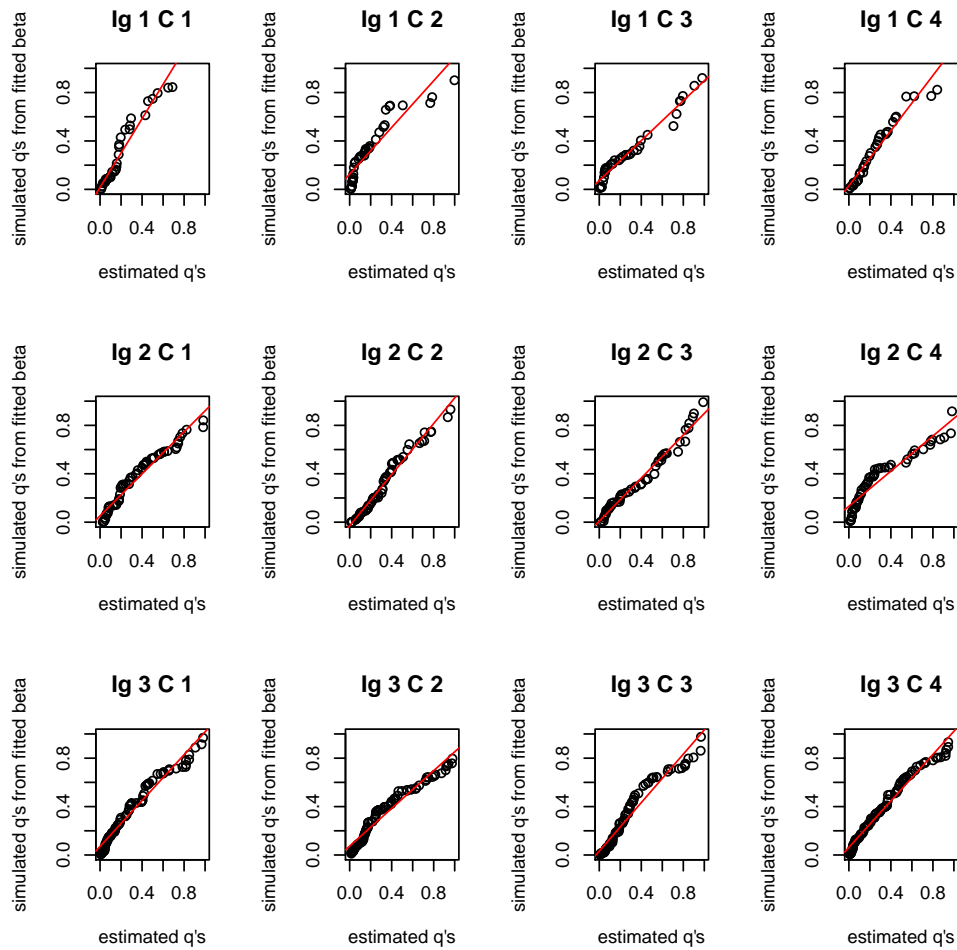 lg 1 C 1
simulated q's from fitted beta
0.8
0.4
0.0
0.0 0.4 0.8
estimated q's
lg 1 C 2
simulated q's from fitted beta
0.8
0.4
0.0
0.0 0.4 0.8
estimated q's
lg 1 C 3
simulated q's from fitted beta
0.8
0.4
0.0
0.0 0.4 0.8
estimated q's
lg 1 C 4
simulated q's from fitted beta
0.8
0.4
0.0
0.0 0.4 0.8
estimated q's
lg 2 C 1
simulated q's from fitted beta
0.8
0.4
0.0
0.0 0.4 0.8
estimated q's
lg 2 C 2
simulated q's from fitted beta
0.8
0.4
0.0
0.0 0.4 0.8
estimated q's
lg 2 C 3
simulated q's from fitted beta
0.8
0.4
0.0
0.0 0.4 0.8
estimated q's
lg 2 C 4
simulated q's from fitted beta
0.8
0.4
0.0
0.0 0.4 0.8
estimated q's
lg 3 C 1
simulated q's from fitted beta
0.8
0.4
0.0
0.0 0.4 0.8
estimated q's
lg 3 C 2
simulated q's from fitted beta
0.8
0.4
0.0
0.0 0.4 0.8
estimated q's
lg 3 C 3
simulated q's from fitted beta
0.8
0.4
0.0
0.0 0.4 0.8
estimated q's
lg 3 C 4
simulated q's from fitted beta
0.8
0.4
0.0
0.0 0.4 0.8
estimated q's